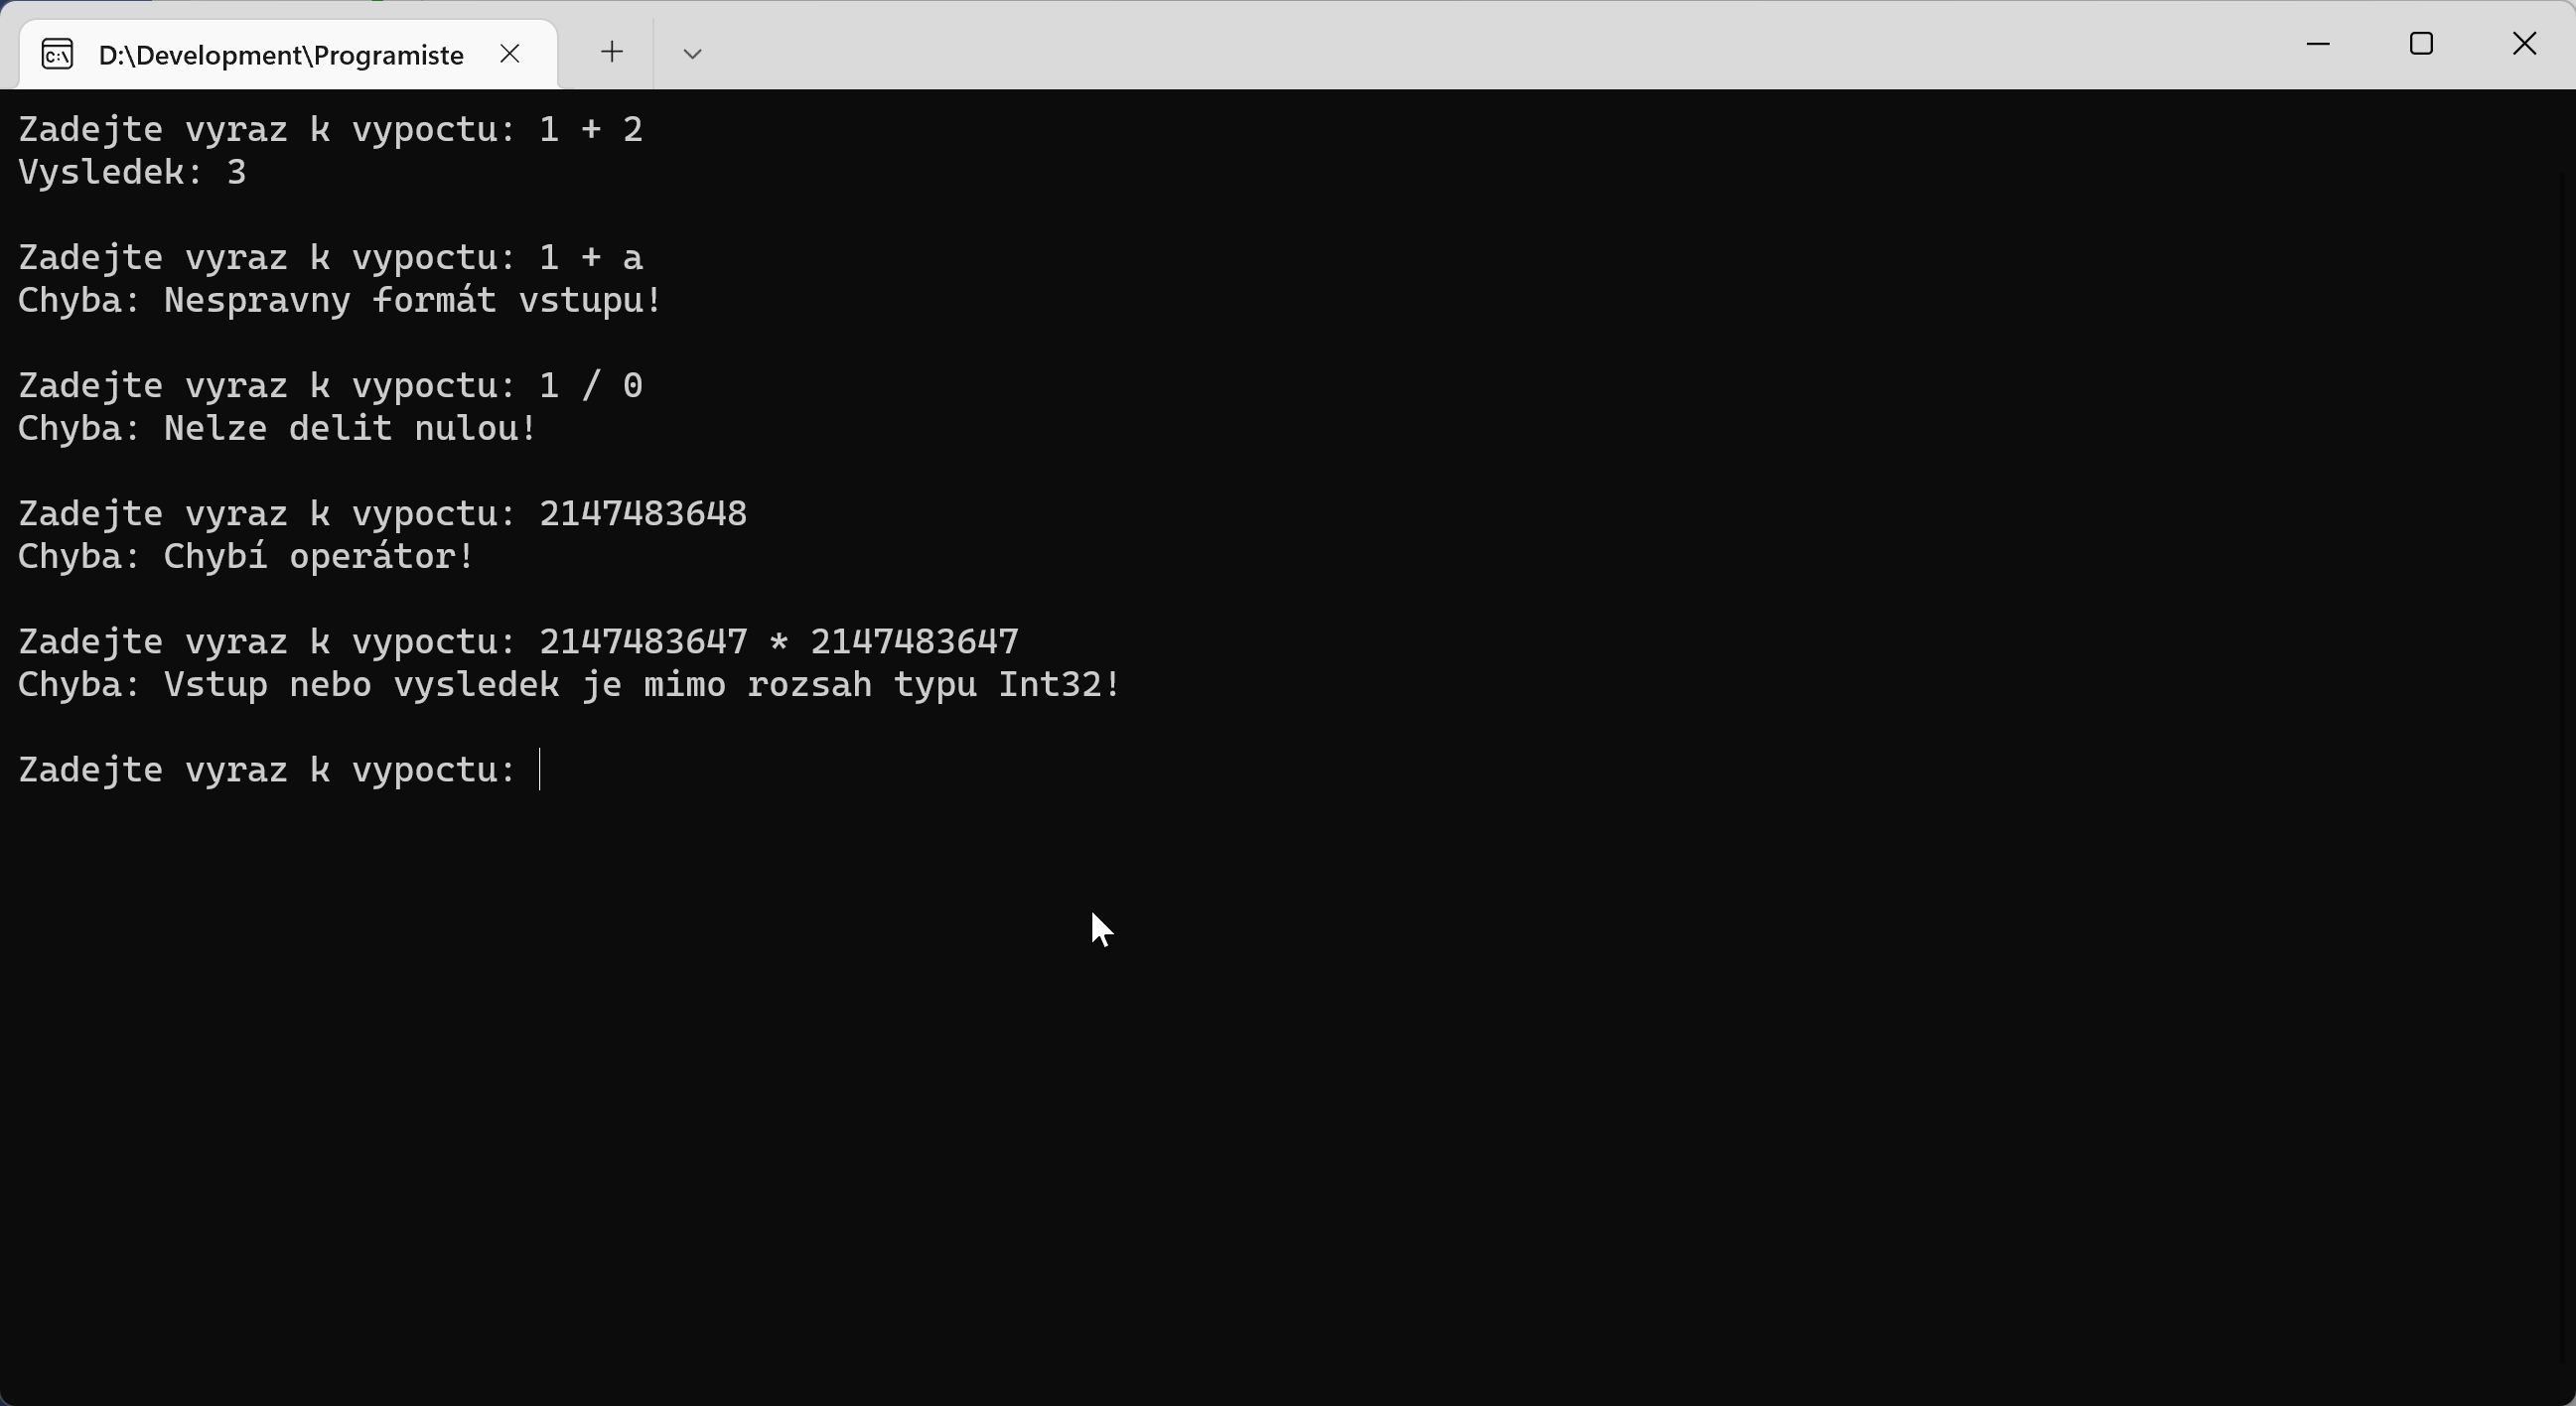 D:\Development\Programiste
Zadejte vyraz k vypoctu: 1 + 2
Vysledek: 3
Zadejte vyraz k vypoctu: 1 + a
Chyba: Nespravny formát vstupu!
Zadejte vyraz k vypoctu: 1 / 0
Chyba: Nelze delit nulou!
Zadejte vyraz k vypoctu: 2147483648
Chyba: Chybí operátor!
Zadejte vyraz k vypoctu: 2147483647 * 2147483647
Chyba: Vstup nebo vysledek je mimo rozsah typu Int32!
Zadejte vyraz k vypoctu: